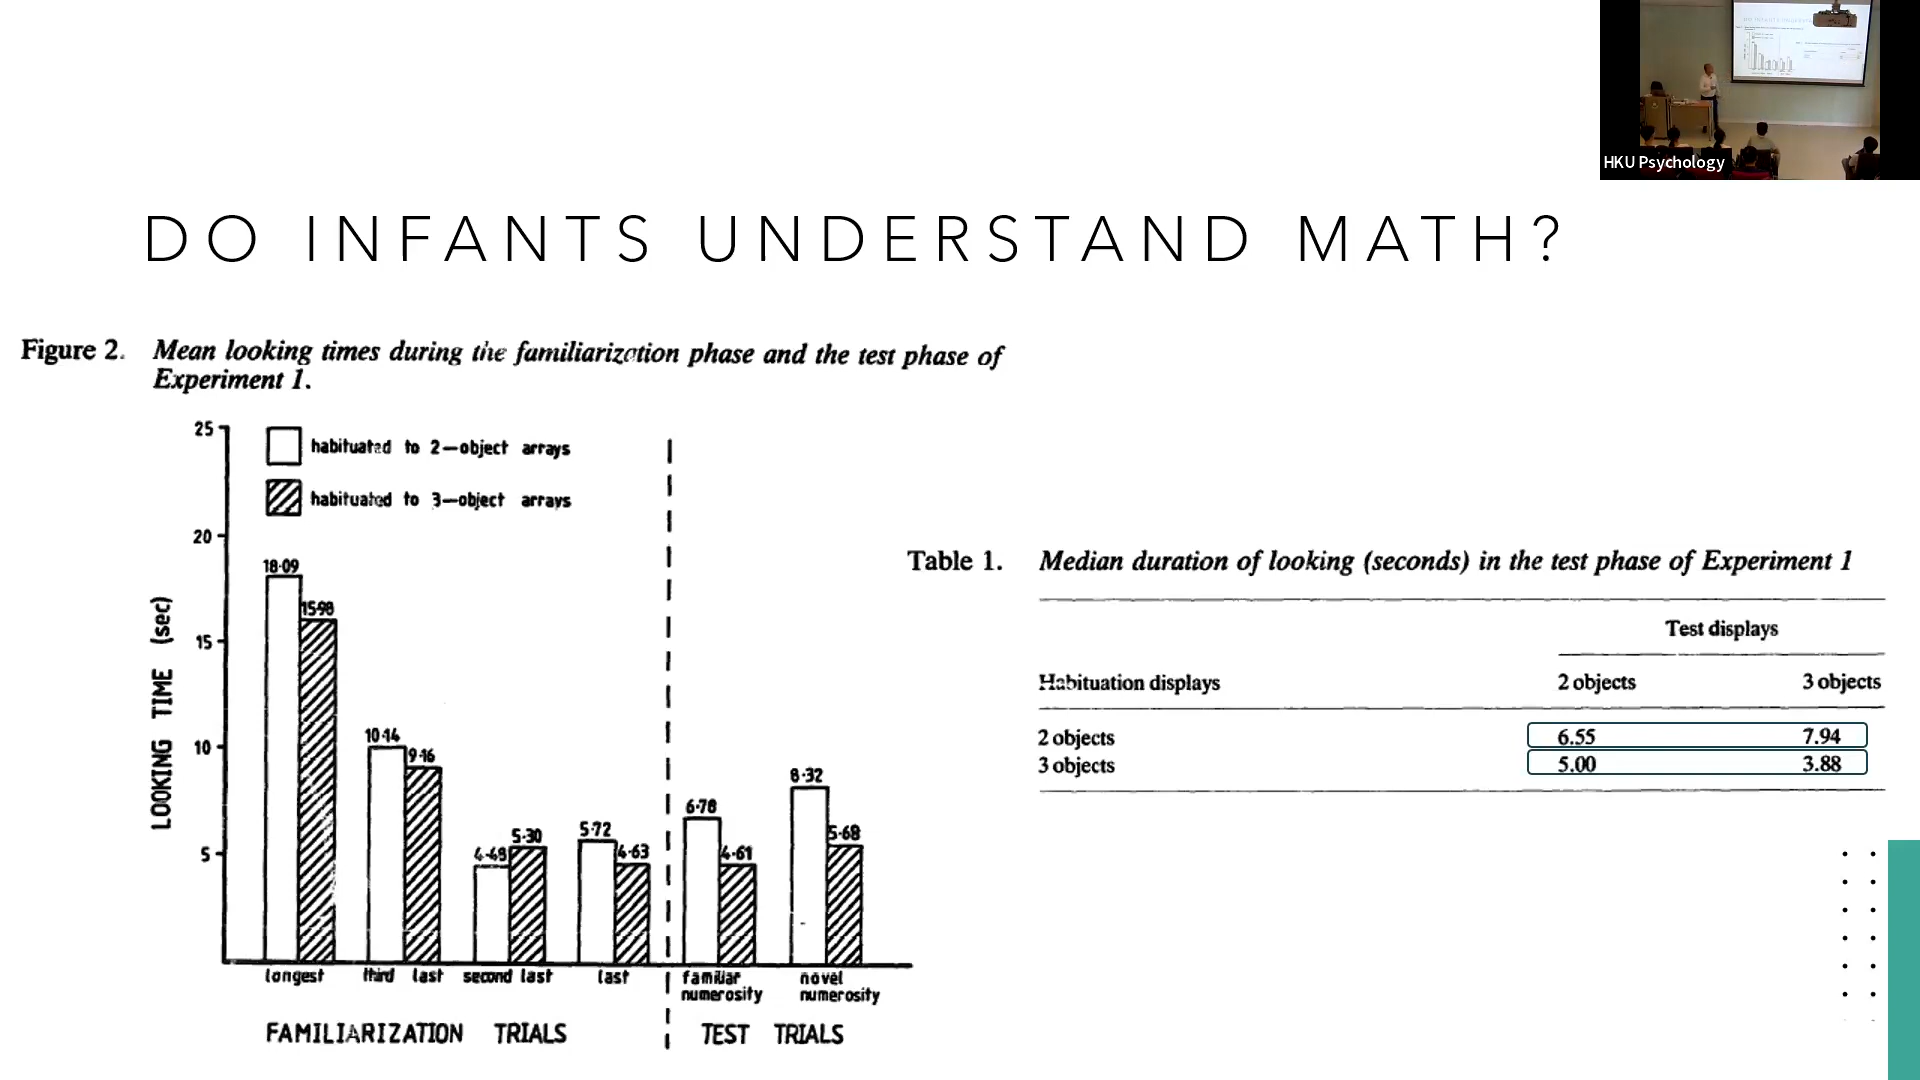 HKU Psychology
DO INFANTS UNDERSTAND MATH?
Figure 2. Mean looking times during the familiarization phase and the test phase of
Experiment 1.
25
20
15
10
5
LOOKING TIME (sec)
habituated to 2-object arrays
habituated to 3-object arrays
18·09
15·98
10·14
9·16
4·49
5·30
5·72
4·63
6·78
4·61
8·32
5·68
longest
third last
second last
last
familiar
numerosity
novel
numerosity
FAMILIARIZATION TRIALS
TEST TRIALS
Table 1. Median duration of looking (seconds) in the test phase of Experiment 1
Test displays
Habituation displays 2 objects 3 objects
2 objects 6.55 7.94
3 objects 5.00 3.88